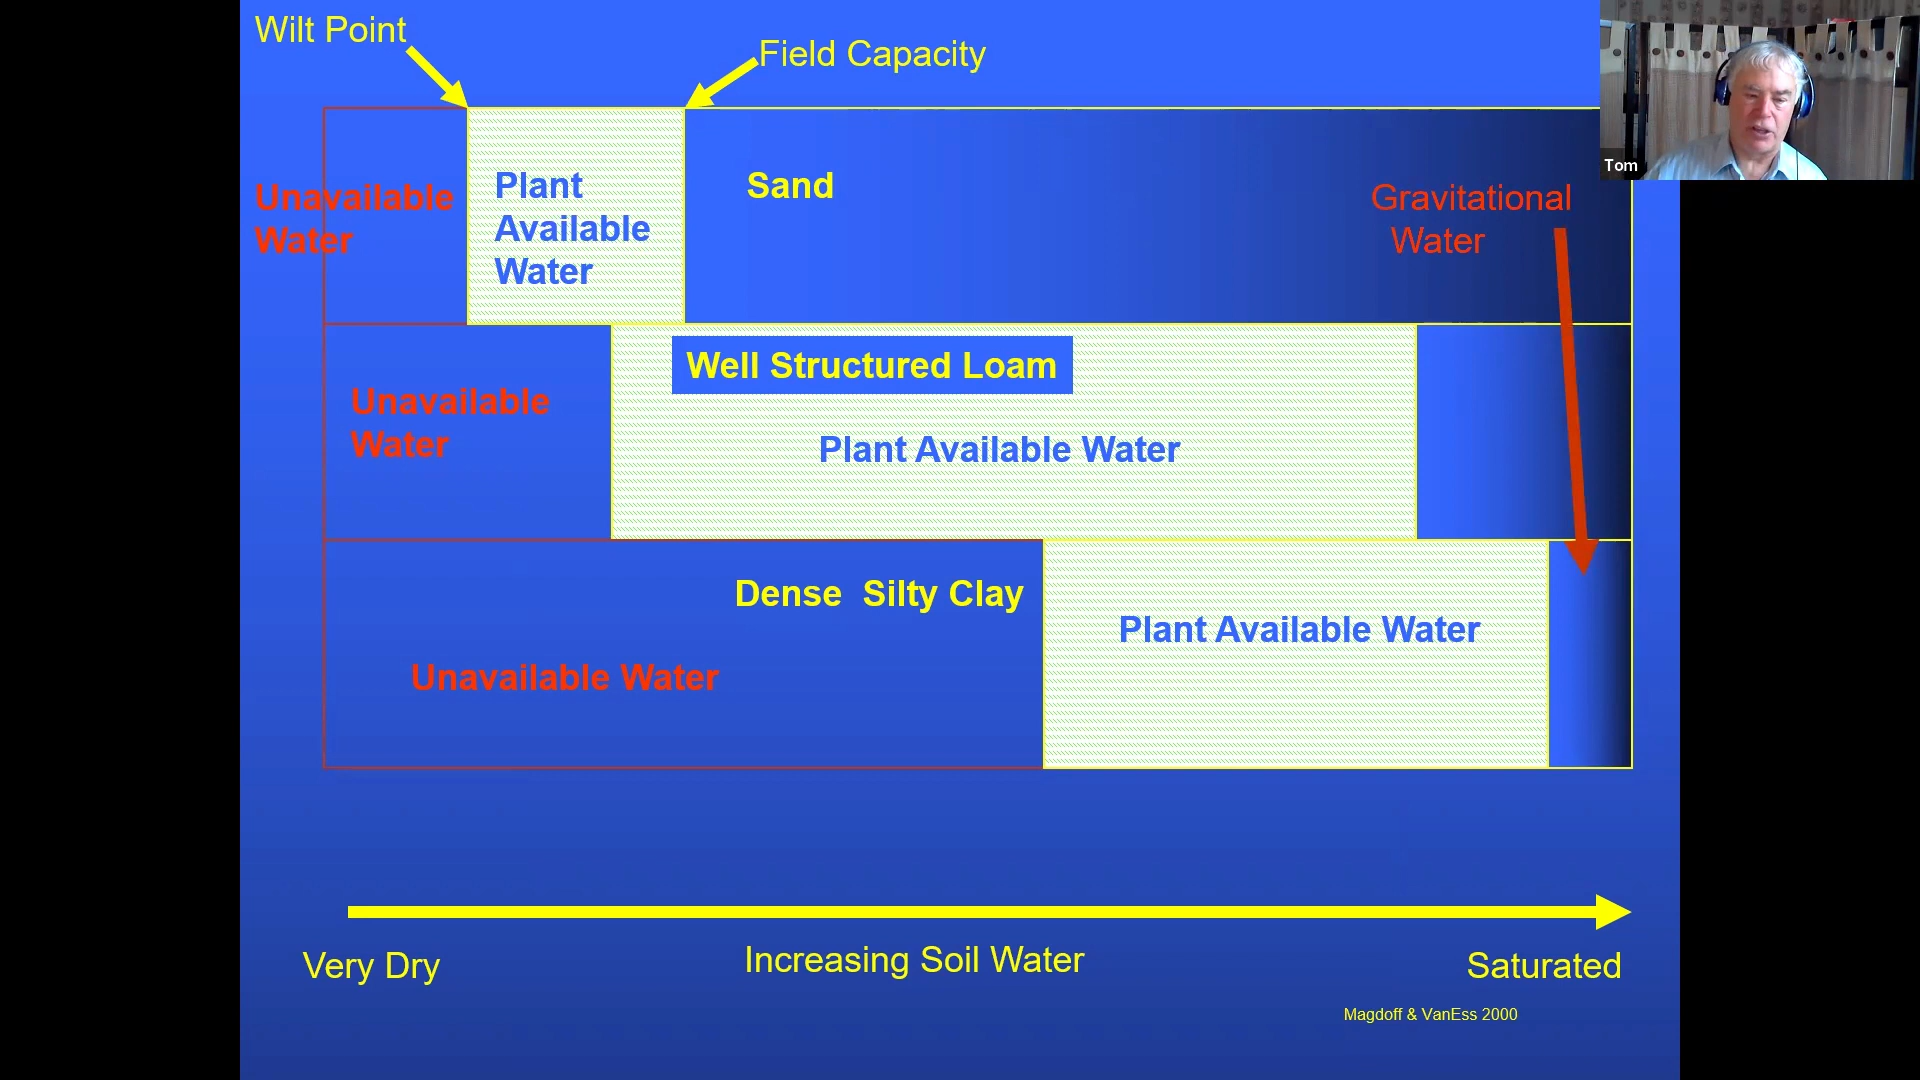 Wilt Point
Field Capacity
Tom
Unavailable
Water
Plant
Available
Water
Sand
Gravitational
Water
Well Structured Loam
Unavailable
Water
Plant Available Water
Dense  Silty Clay
Plant Available Water
Unavailable Water
Very Dry
Increasing Soil Water
Saturated
Magdoff & VanEss 2000